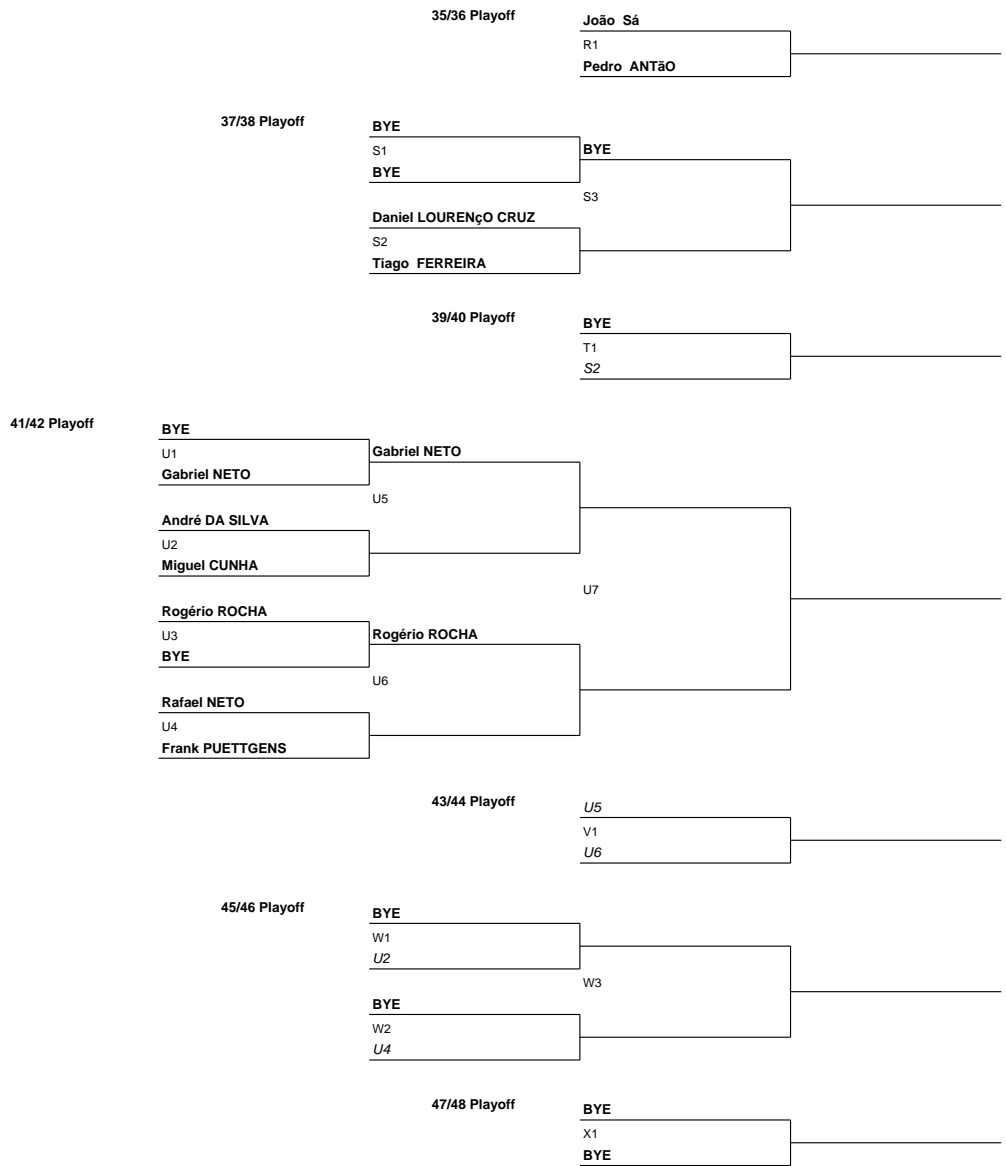 35/36 Playoff
João Sá
R1
Pedro ANTãO
37/38 Playoff
BYE
S1
BYE
BYE
S3
Daniel LOURENçO CRUZ
S2
Tiago FERREIRA
39/40 Playoff
BYE
T1
S2
41/42 Playoff
BYE
U1
Gabriel NETO
Gabriel NETO
U5
André DA SILVA
U2
Miguel CUNHA
U7
Rogério ROCHA
U3
BYE
Rogério ROCHA
U6
Rafael NETO
U4
Frank PUETTGENS
43/44 Playoff
U5
V1
U6
45/46 Playoff
BYE
W1
U2
W3
BYE
W2
U4
47/48 Playoff
BYE
X1
BYE